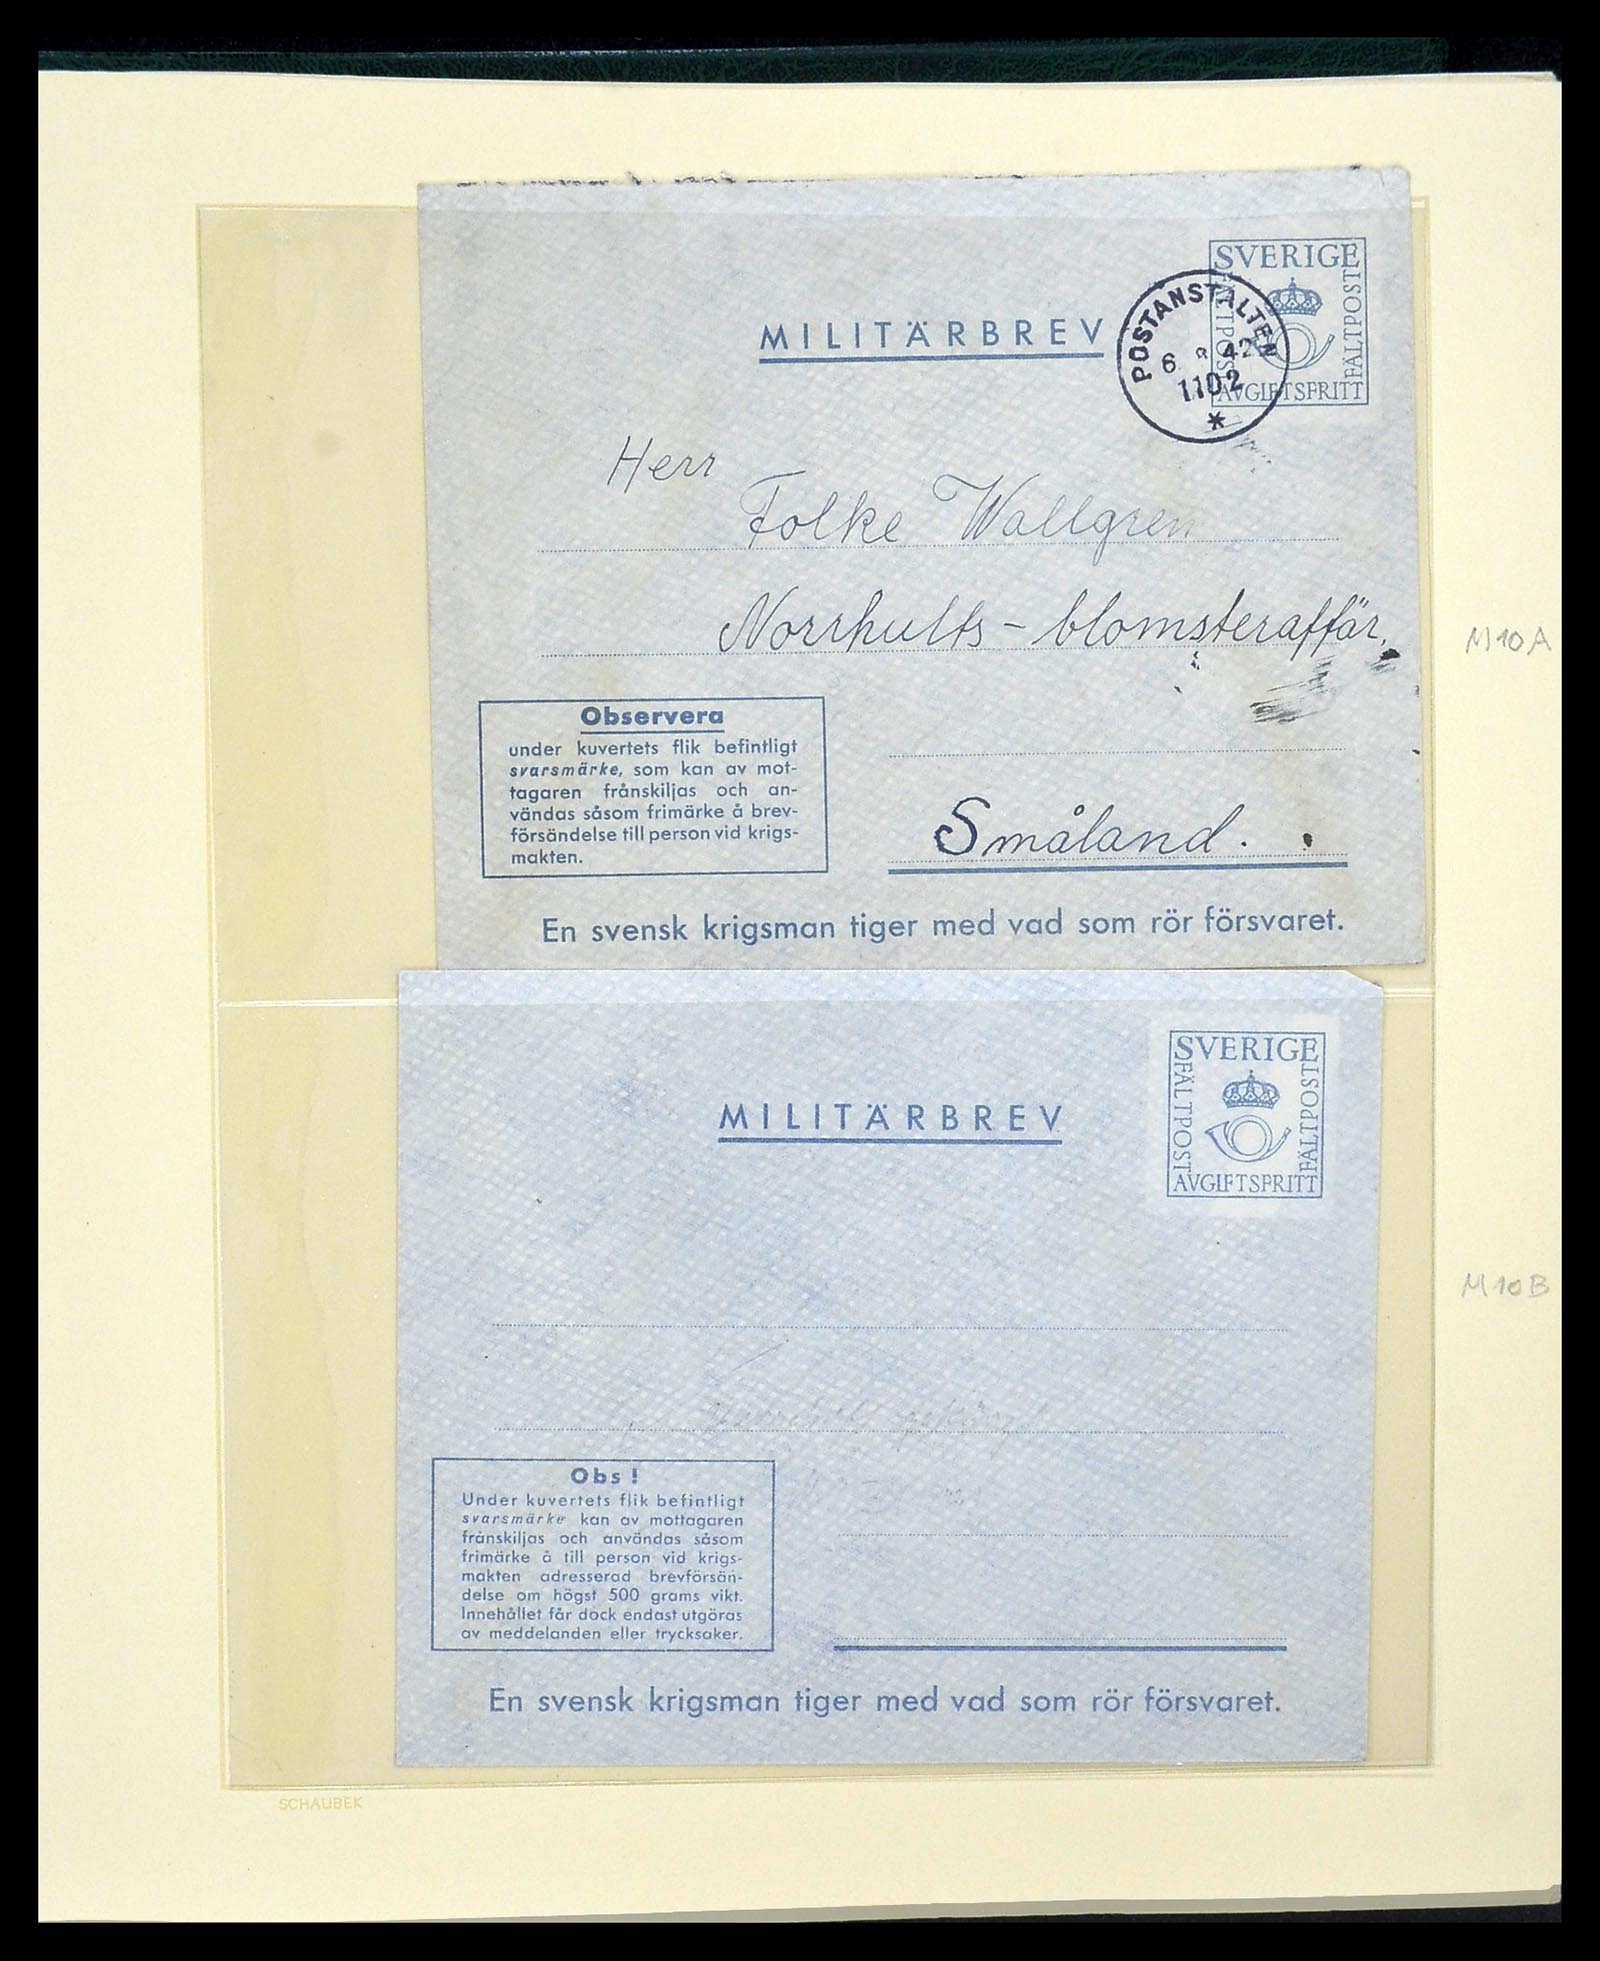 SVERIGE
FÄLTPOST
FÄLTPOST
AVGIFTSFRITT
POSTANSTALTEN
6 8 42
1102
*
MILITÄRBREV
Herr
Folke Wallgren
Norrhults - blomsteraffär.
M10A
Observera
under kuvertets flik befintligt
svarsmärke, som kan av mot-
tagaren frånskiljas och an-
vändas såsom frimärke å brev-
försändelse till person vid krigs-
makten.
Småland.
En svensk krigsman tiger med vad som rör försvaret.
SVERIGE
FÄLTPOST
FÄLTPOST
AVGIFTSFRITT
MILITÄRBREV
M10B
Obs !
Under kuvertets flik befintligt
svarsmärke kan av mottagaren
frånskiljas och användas såsom
frimärke å till person vid krigs-
makten adresserad brevförsän-
delse om högst 500 grams vikt.
Innehållet får dock endast utgöras
av meddelanden eller trycksaker.
En svensk krigsman tiger med vad som rör försvaret.
SCHAUBEK